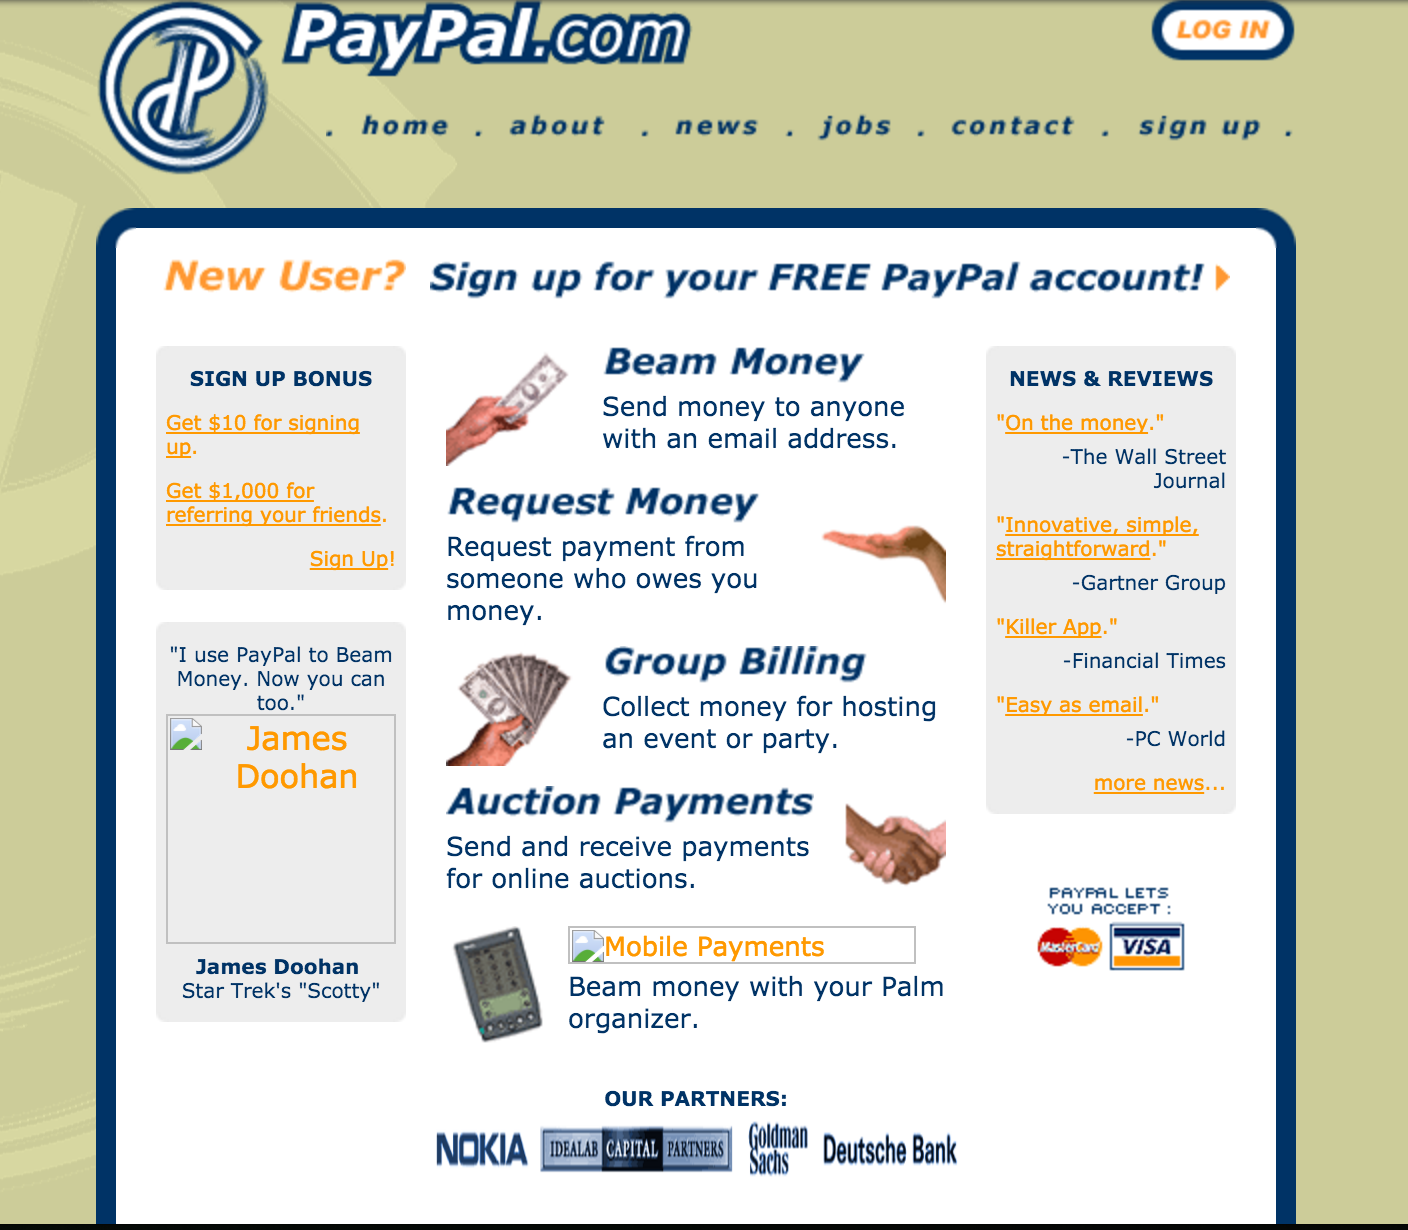 PayPal.com
LOG IN
. home . about . news . jobs . contact . sign up .
New User? Sign up for your FREE PayPal account!
SIGN UP BONUS
Get $10 for signing
up.
Get $1,000 for
referring your friends.
Sign Up!
"I use PayPal to Beam
Money. Now you can
too."
James
Doohan
James Doohan
Star Trek's "Scotty"
Beam Money
Send money to anyone
with an email address.
Request Money
Request payment from
someone who owes you
money.
Group Billing
Collect money for hosting
an event or party.
Auction Payments
Send and receive payments
for online auctions.
Mobile Payments
Beam money with your Palm
organizer.
NEWS & REVIEWS
"On the money."
-The Wall Street
Journal
"Innovative, simple,
straightforward."
-Gartner Group
"Killer App."
-Financial Times
"Easy as email."
-PC World
more news...
PAYPAL LETS
YOU ACCEPT :
MasterCard
VISA
OUR PARTNERS:
NOKIA
IDEALAB CAPITAL PARTNERS
Goldman
Sachs
Deutsche Bank